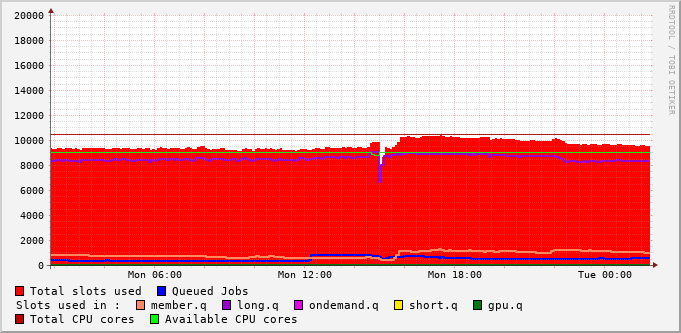 20000
18000
16000
14000
12000
10000
8000
6000
4000
2000
0
Mon 06:00 Mon 12:00 Mon 18:00 Tue 00:00
RRDTOOL / TOBI OETIKER
Total slots used Queued Jobs
Slots used in : member.q long.q ondemand.q short.q gpu.q
Total CPU cores Available CPU cores